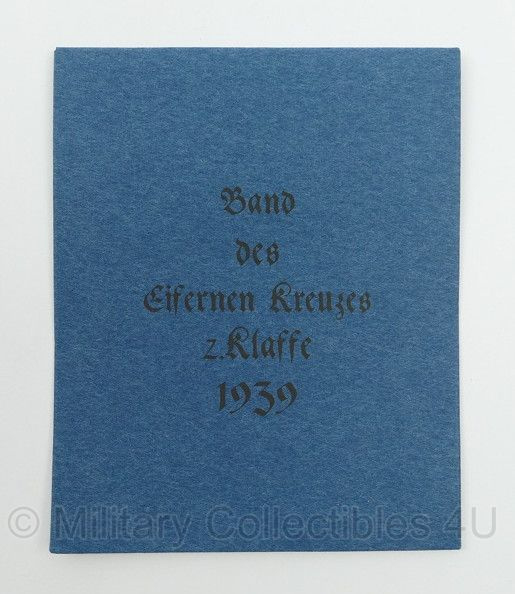 Band
des
Eiſernen Kreuzes
2.Klaſſe
1939
© Military Collectibles 4U